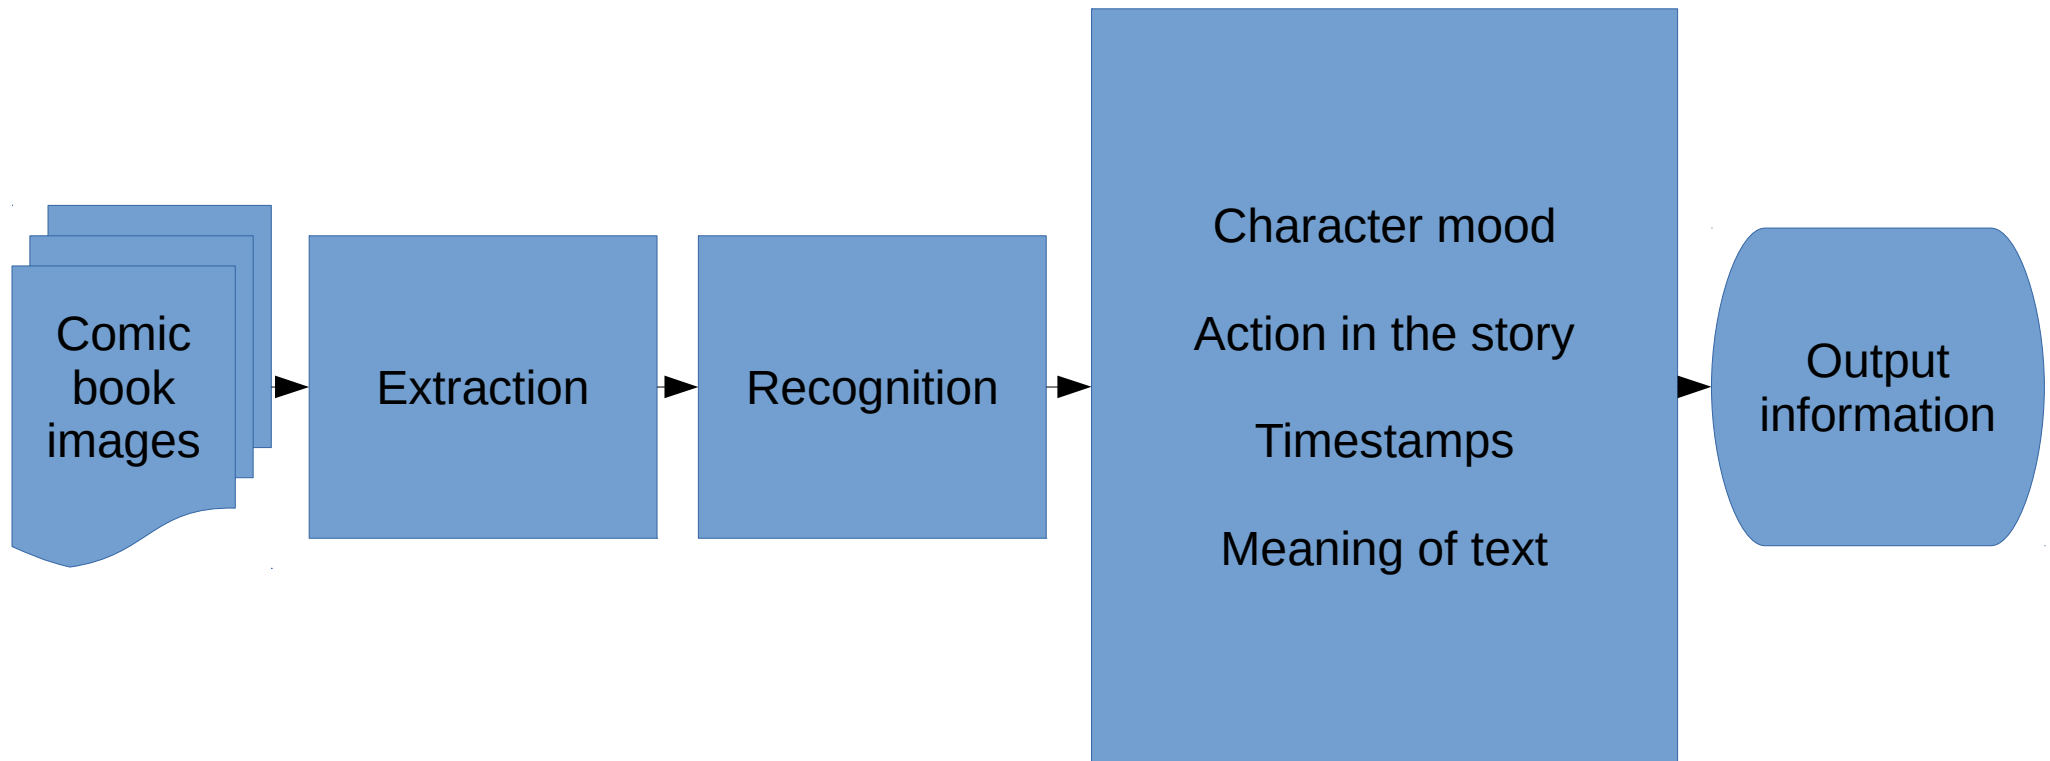 Comic
book
images
Extraction
Recognition
Character mood
Action in the story
Timestamps
Meaning of text
Output
information